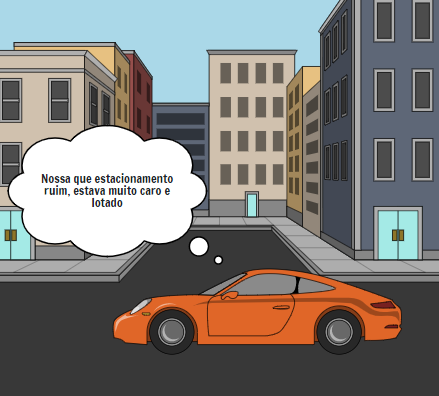 Nossa que estacionamento
ruim, estava muito caro e
lotado